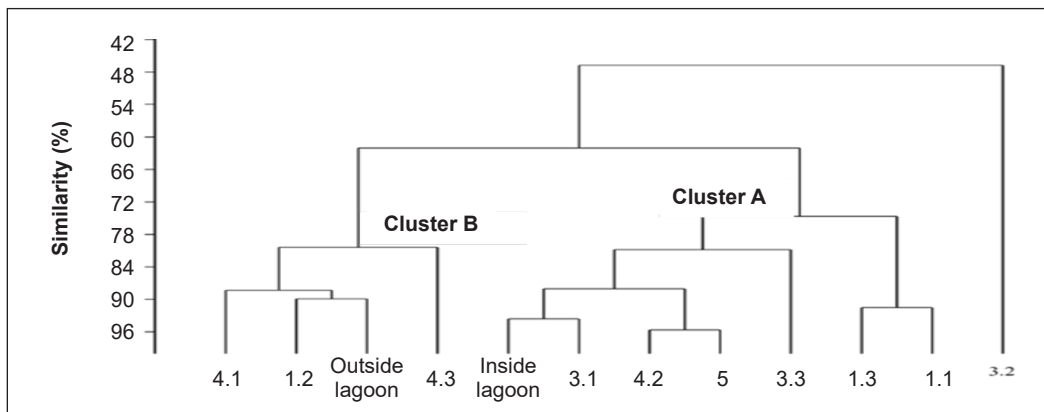 42
48
54
60
66
72
78
84
90
96
Similarity (%)
Cluster A
Cluster B
4.1 1.2 Outside lagoon 4.3 Inside lagoon 3.1 4.2 5 3.3 1.3 1.1 3.2